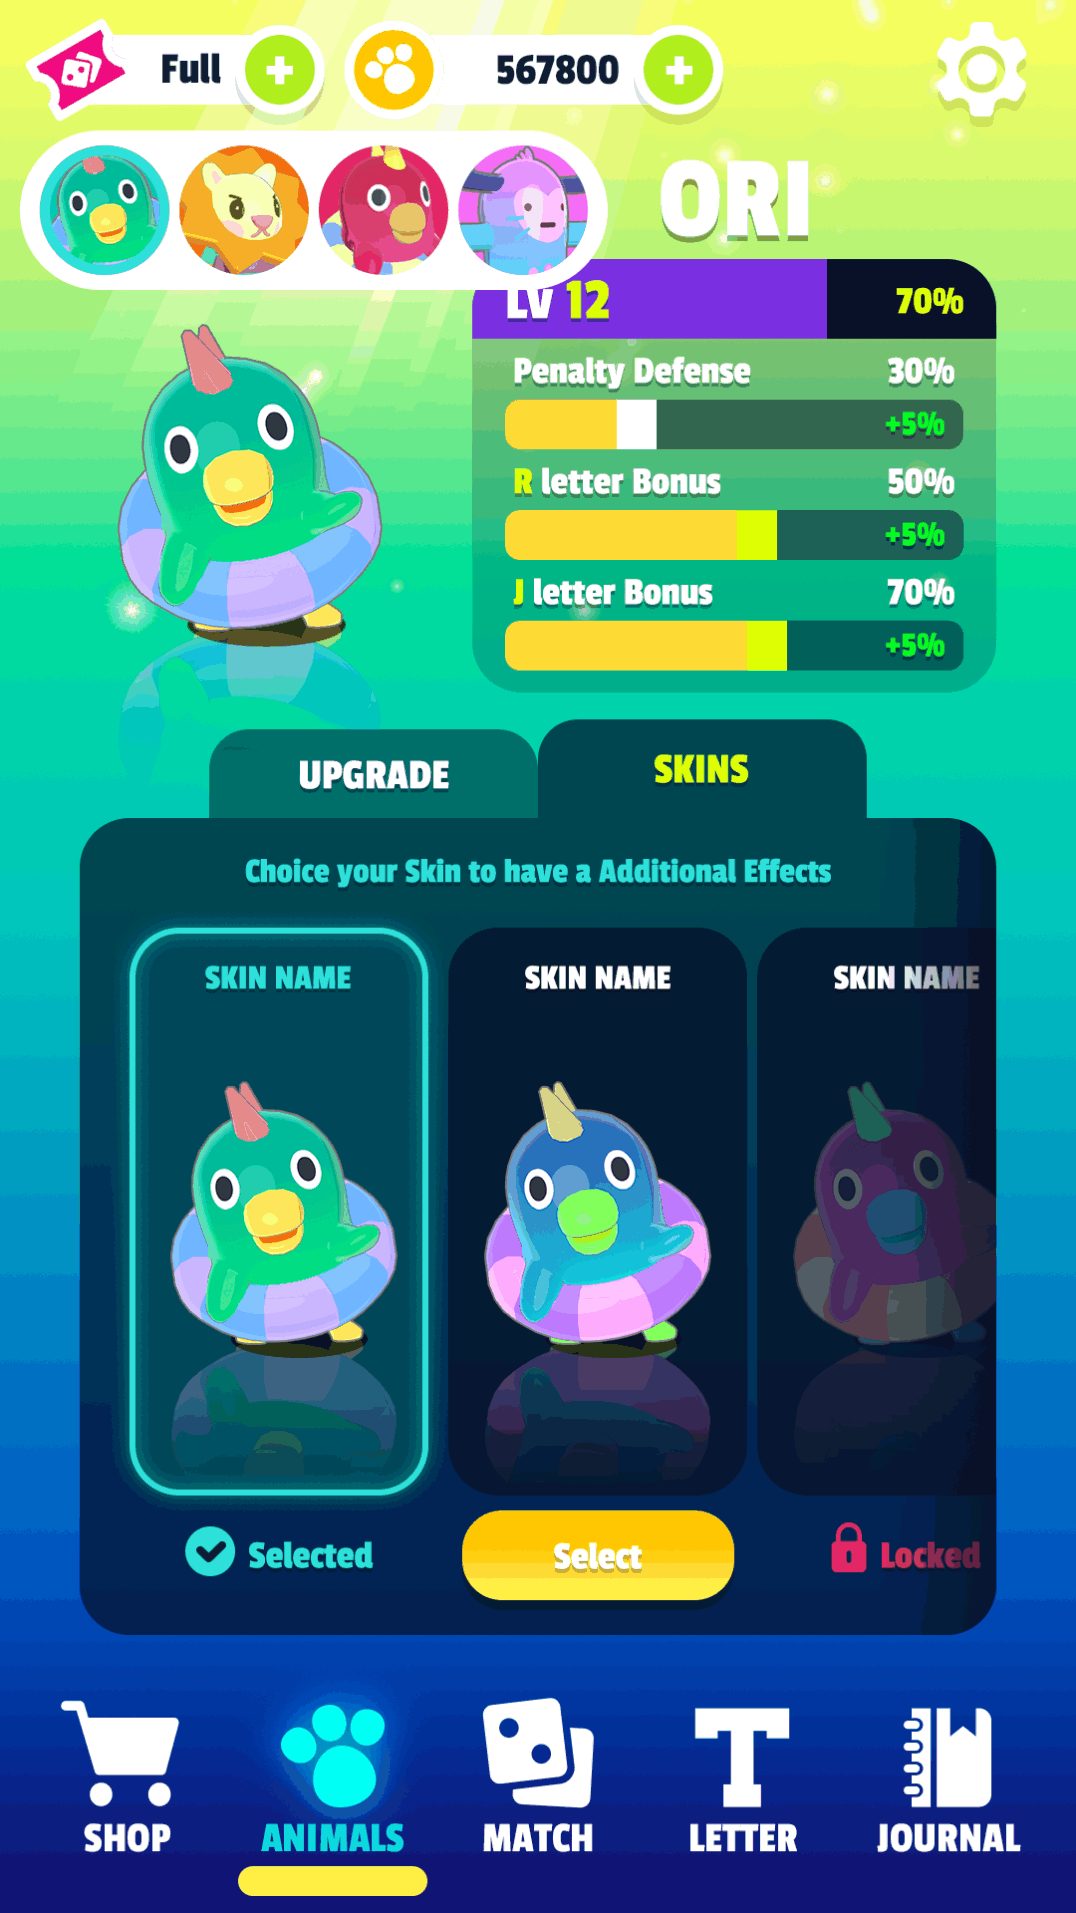 Full
567800
ORI
LV 12
70%
Penalty Defense
30%
+5%
R letter Bonus
50%
+5%
J letter Bonus
70%
+5%
UPGRADE
SKINS
Choice your Skin to have a Additional Effects
SKIN NAME
SKIN NAME
SKIN NAME
Selected
Select
Locked
SHOP
ANIMALS
MATCH
LETTER
JOURNAL